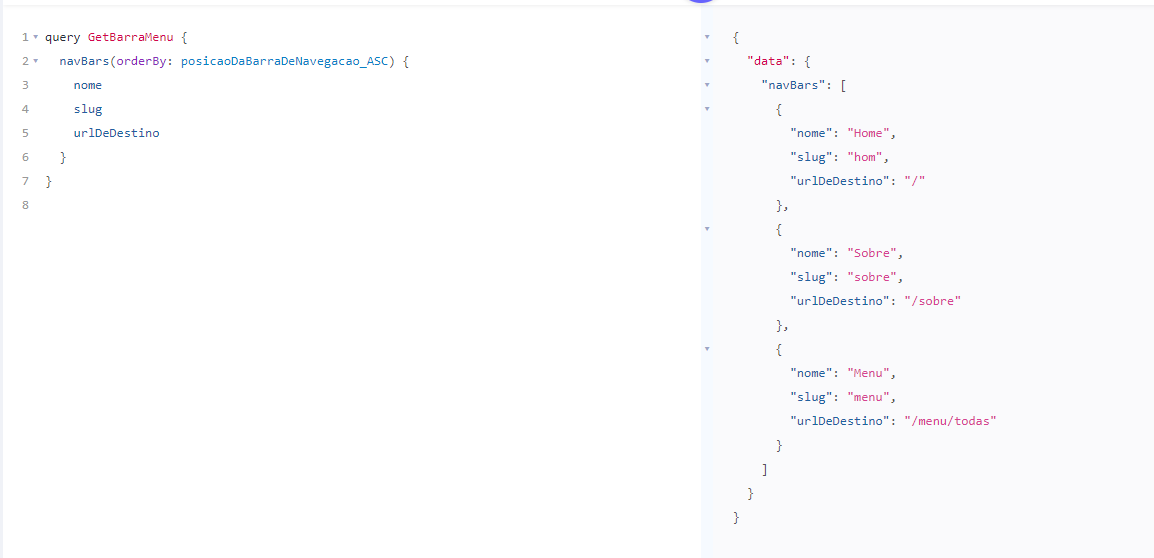 1 query GetBarraMenu {
2 navBars(orderBy: posicaoDaBarraDeNavegacao_ASC) {
3 nome
4 slug
5 urlDeDestino
6 }
7 }
8
{
"data": {
"navBars": [
{
"nome": "Home",
"slug": "hom",
"urlDeDestino": "/"
},
{
"nome": "Sobre",
"slug": "sobre",
"urlDeDestino": "/sobre"
},
{
"nome": "Menu",
"slug": "menu",
"urlDeDestino": "/menu/todas"
}
]
}
}